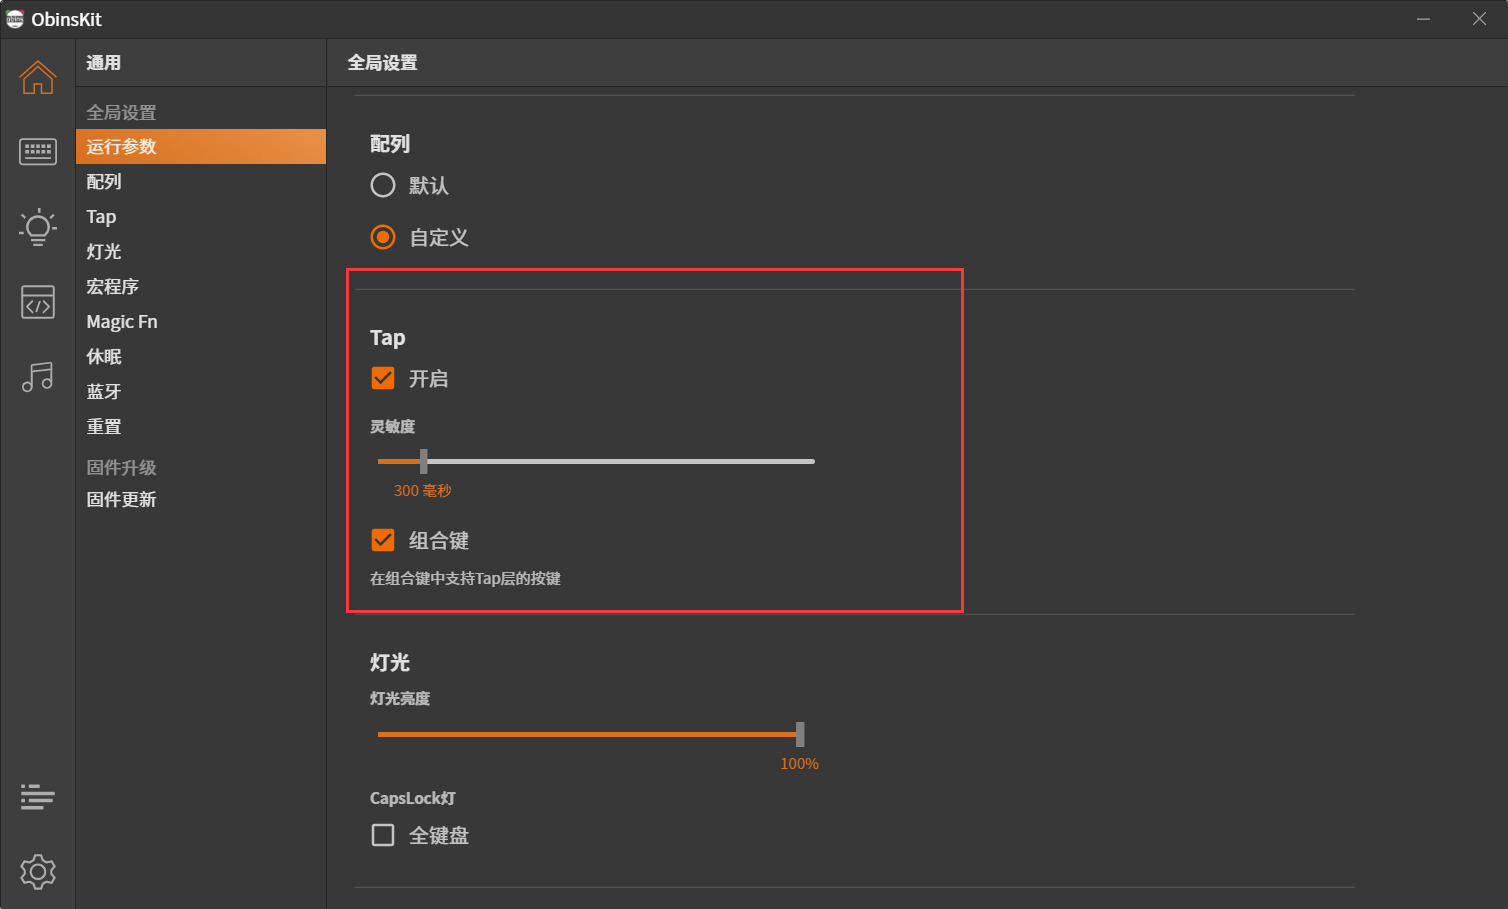 ObinsKit
通用
全局设置
运行参数
配列
Tap
灯光
宏程序
Magic Fn
休眠
蓝牙
重置
固件升级
固件更新
全局设置
配列
默认
自定义
Tap
开启
灵敏度
300 毫秒
组合键
在组合键中支持Tap层的按键
灯光
灯光亮度
100%
CapsLock灯
全键盘